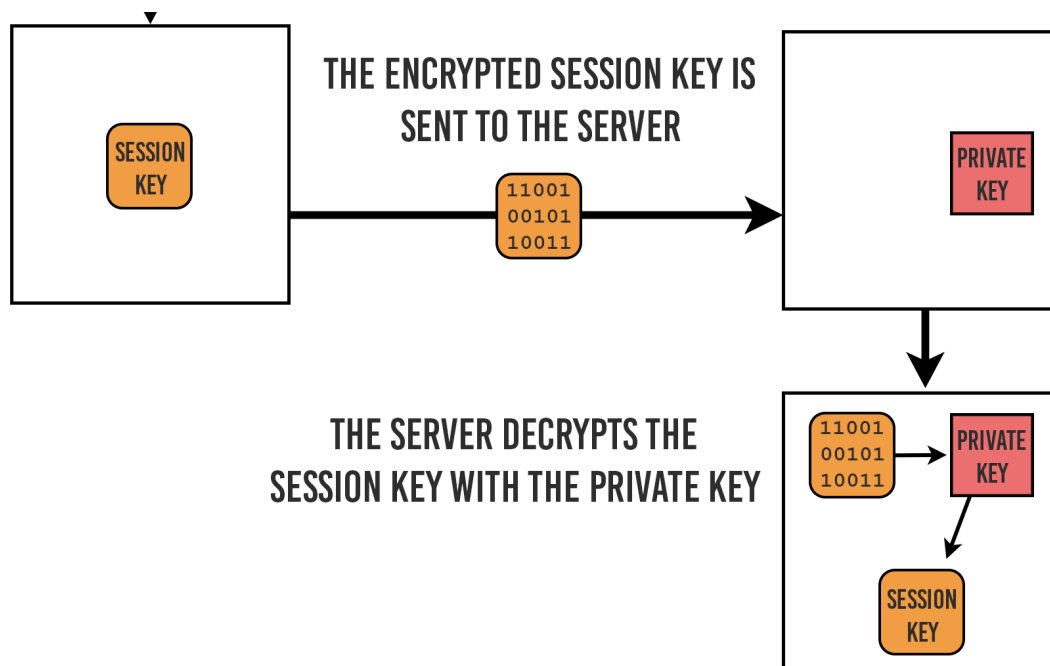 THE ENCRYPTED SESSION KEY IS
SENT TO THE SERVER
SESSION
KEY
11001
00101
10011
PRIVATE
KEY
THE SERVER DECRYPTS THE
SESSION KEY WITH THE PRIVATE KEY
11001
00101
10011
PRIVATE
KEY
SESSION
KEY